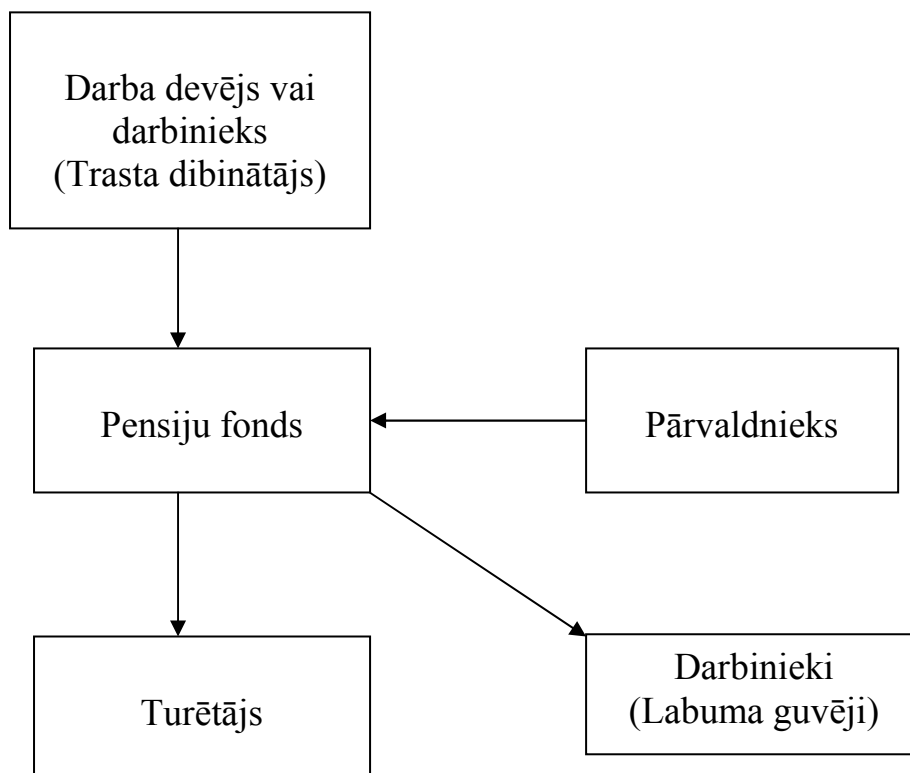 Darba devējs vai
darbinieks
(Trasta dibinātājs)
Pensiju fonds
Pārvaldnieks
Turētājs
Darbinieki
(Labuma guvēji)